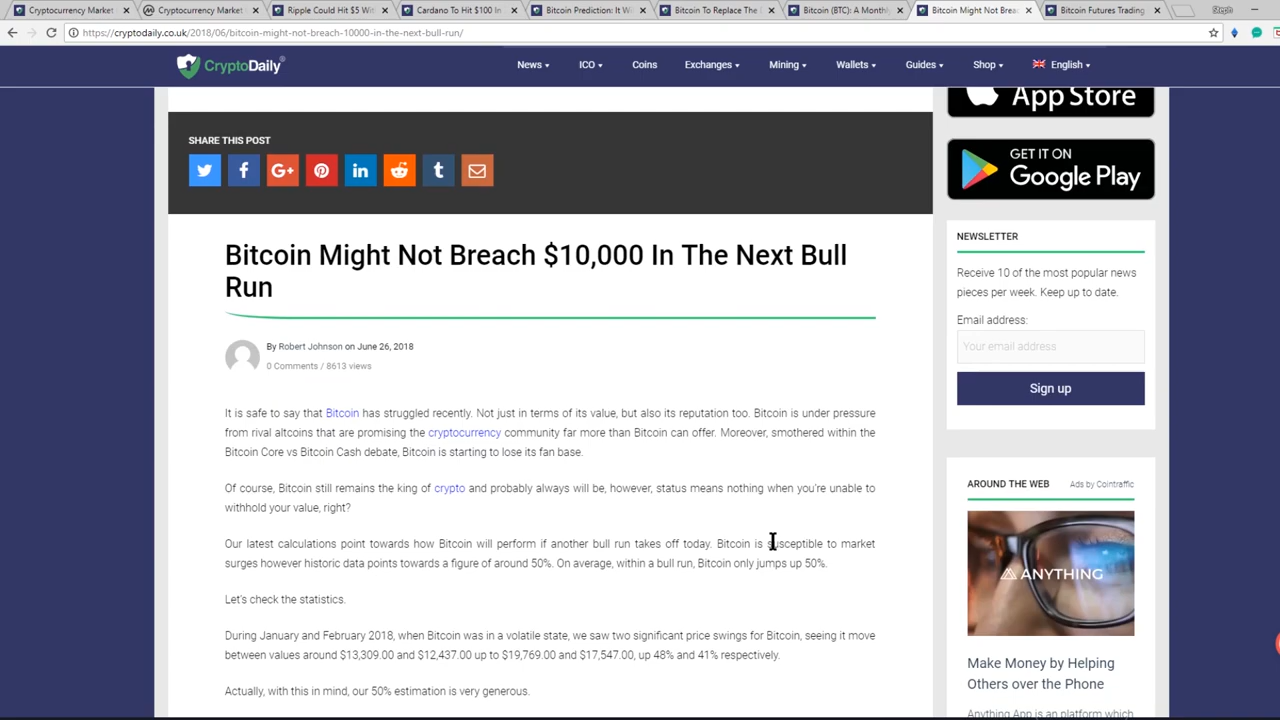 Cryptocurrency Market
Cryptocurrency Market
Ripple Could Hit $5 Wit
Cardano To Hit $100 In
Bitcoin Prediction: It W
Bitcoin To Replace The
Bitcoin (BTC): A Monthly
Bitcoin Might Not Breac
Bitcoin Futures Trading
Steph
https://cryptodaily.co.uk/2018/06/bitcoin-might-not-breach-10000-in-the-next-bull-run/
CryptoDaily
News
ICO
Coins
Exchanges
Mining
Wallets
Guides
Shop
English
App Store
SHARE THIS POST
GET IT ON
Google Play
Bitcoin Might Not Breach $10,000 In The Next Bull
Run
By Robert Johnson on June 26, 2018
0 Comments / 8613 views
It is safe to say that Bitcoin has struggled recently. Not just in terms of its value, but also its reputation too. Bitcoin is under pressure
from rival altcoins that are promising the cryptocurrency community far more than Bitcoin can offer. Moreover, smothered within the
Bitcoin Core vs Bitcoin Cash debate, Bitcoin is starting to lose its fan base.
Of course, Bitcoin still remains the king of crypto and probably always will be, however, status means nothing when you're unable to
withhold your value, right?
Our latest calculations point towards how Bitcoin will perform if another bull run takes off today. Bitcoin is susceptible to market
surges however historic data points towards a figure of around 50%. On average, within a bull run, Bitcoin only jumps up 50%.
Let's check the statistics.
During January and February 2018, when Bitcoin was in a volatile state, we saw two significant price swings for Bitcoin, seeing it move
between values around $13,309.00 and $12,437.00 up to $19,769.00 and $17,547.00, up 48% and 41% respectively.
Actually, with this in mind, our 50% estimation is very generous.
NEWSLETTER
Receive 10 of the most popular news
pieces per week. Keep up to date.
Email address:
Your email address
Sign up
AROUND THE WEB
Ads by Cointraffic
ANYTHING
Make Money by Helping
Others over the Phone
Anything App is an platform which